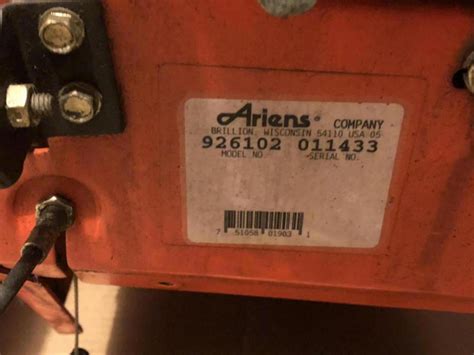 Ariens® COMPANY
BRILLION, WISCONSIN 54110 USA 05
926102 011433
MODEL NO. SERIAL NO.
7 51058 01903 1